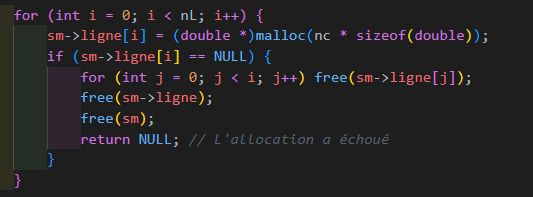 for (int i = 0; i < nL; i++) {
    sm->ligne[i] = (double *)malloc(nc * sizeof(double));
    if (sm->ligne[i] == NULL) {
        for (int j = 0; j < i; j++) free(sm->ligne[j]);
        free(sm->ligne);
        free(sm);
        return NULL; // L'allocation a échoué
    }
}